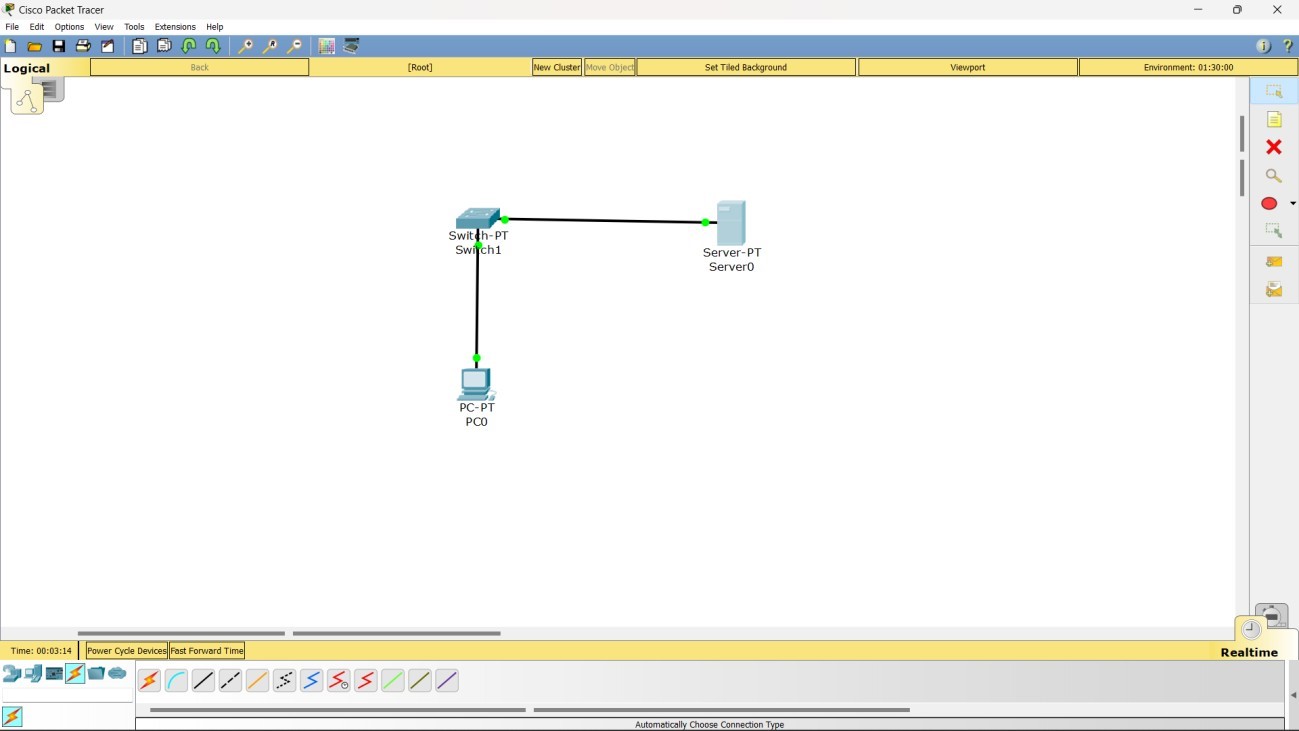 Cisco Packet Tracer
File Edit Options View Tools Extensions Help
Logical Back [Root] New Cluster Move Object Set Tiled Background Viewport Environment: 01:30:00
Switch-PT
Switch1
Server-PT
Server0
PC-PT
PC0
Time: 00:03:14 Power Cycle Devices Fast Forward Time
Realtime
Automatically Choose Connection Type